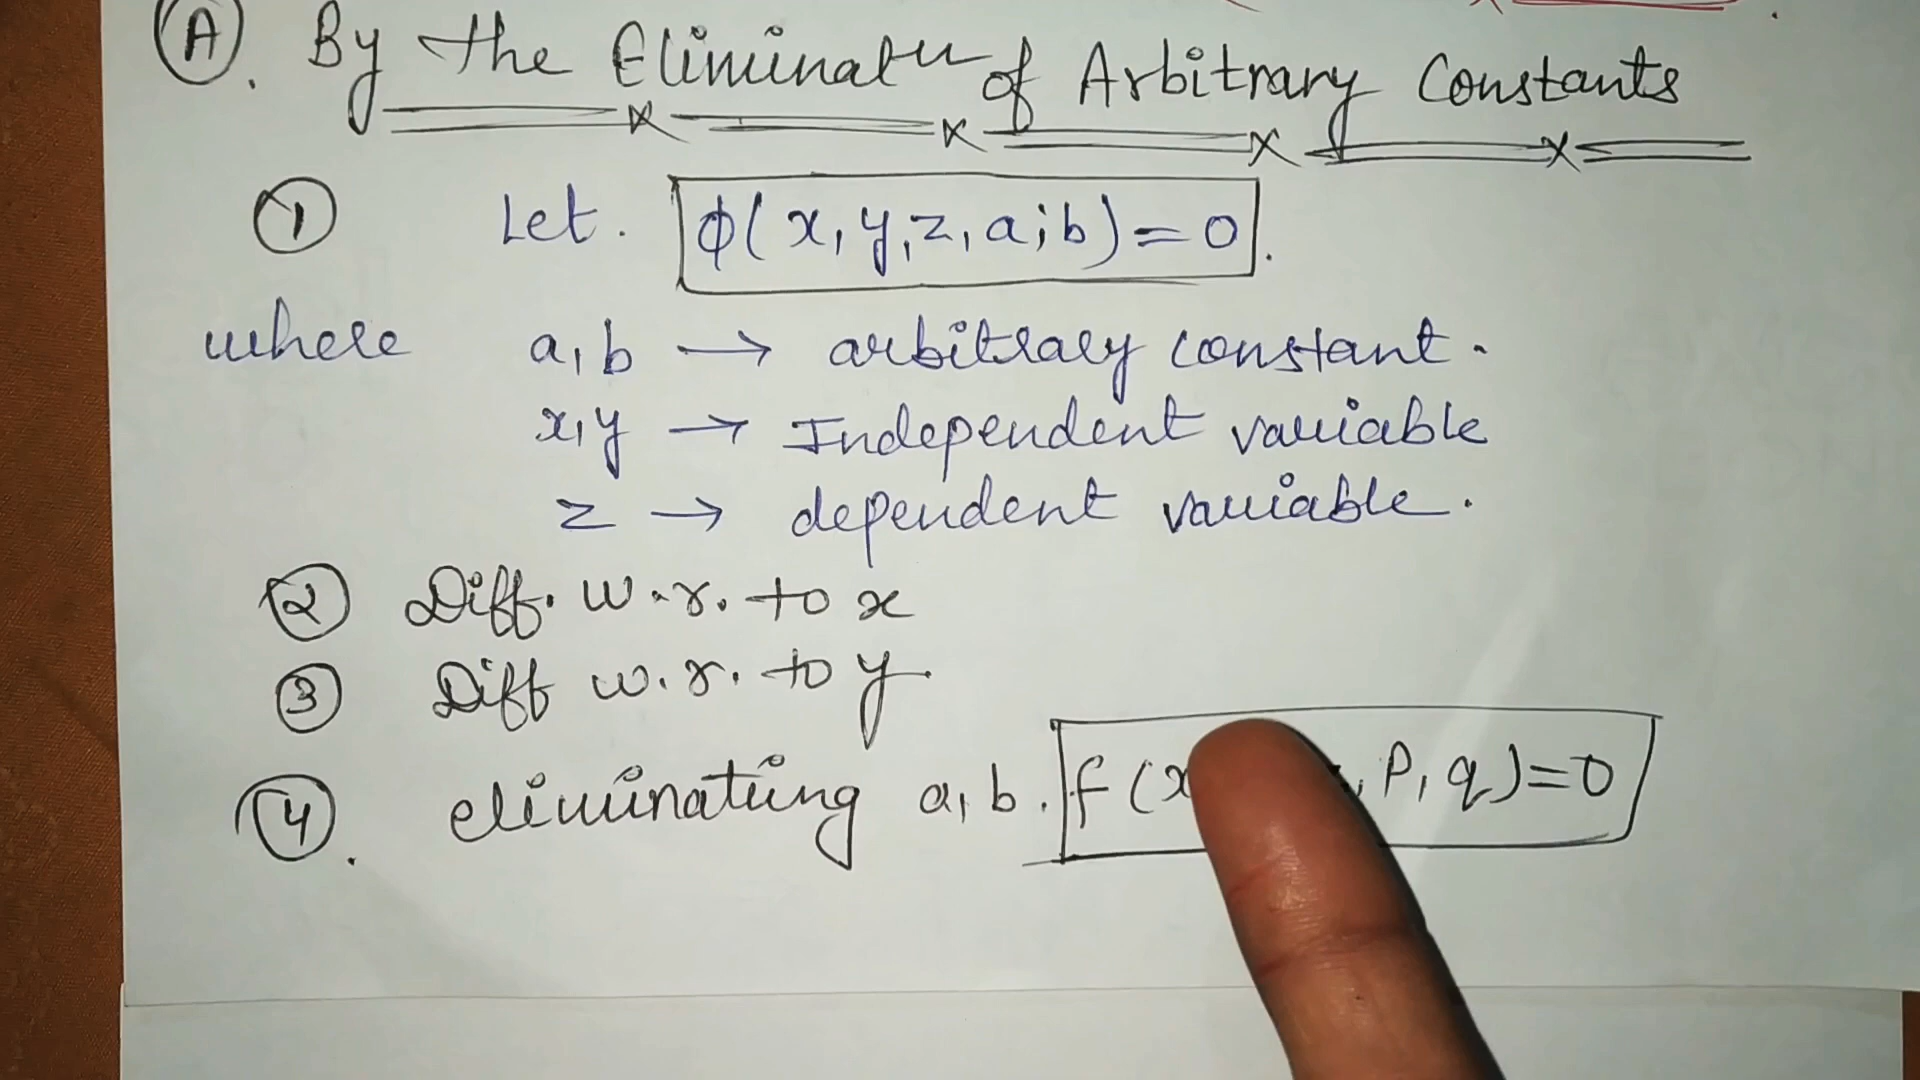 (A). By the Eliminatn of Arbitrary Constants
(1) Let. ϕ(x,y,z,a,b)=0.
where a,b → arbitrary constant.
x,y → Independent variable
z → dependent variable.
(2) Diff. w.r. to x
(3) Diff w.r. to y.
(4). eliminating a,b. f(x , P, q)=0